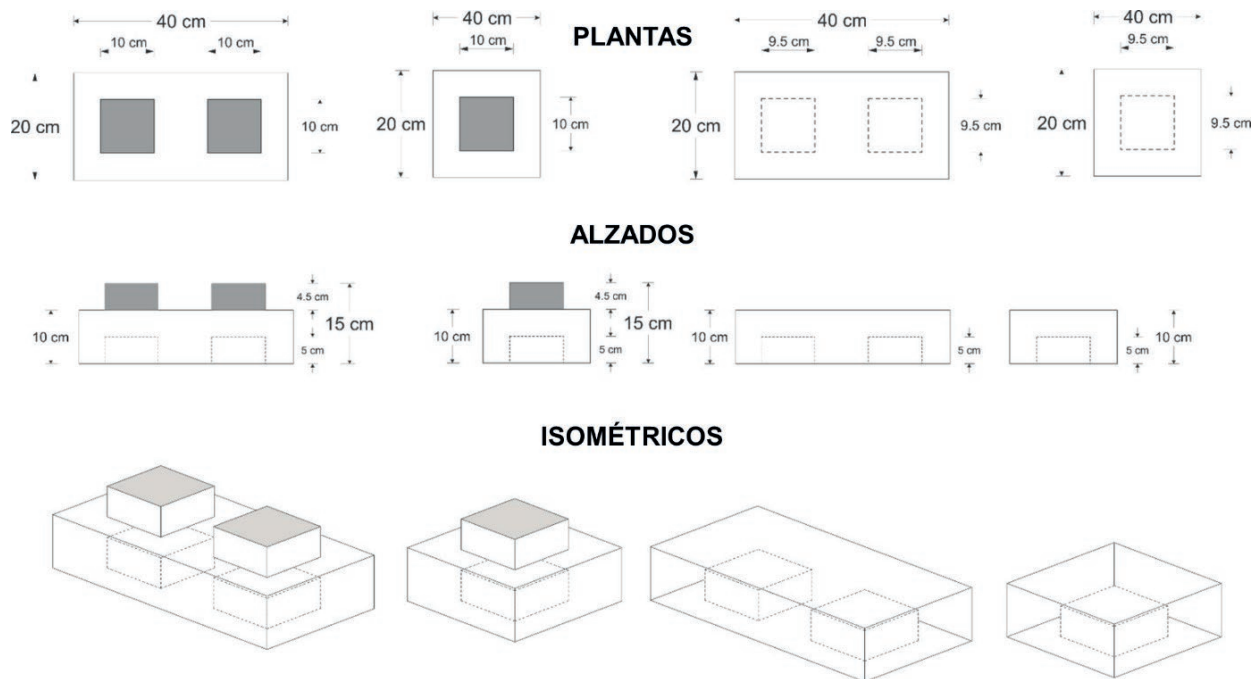 40 cm 40 cm 40 cm 40 cm
10 cm 10 cm 10 cm PLANTAS 9.5 cm 9.5 cm 9.5 cm
20 cm 10 cm 20 cm 10 cm 20 cm 9.5 cm 20 cm 9.5 cm
ALZADOS
4.5 cm 4.5 cm
10 cm 15 cm 10 cm 15 cm 10 cm 10 cm
5 cm 5 cm 5 cm 5 cm
ISOMÉTRICOS